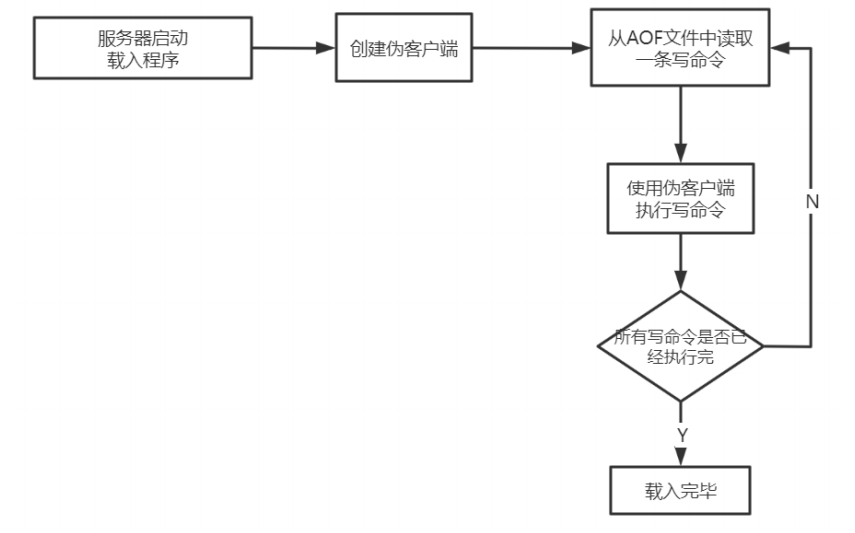 服务器启动
载入程序
创建伪客户端
从AOF文件中读取
一条写命令
使用伪客户端
执行写命令
N
所有写命令是否已
经执行完
Y
载入完毕